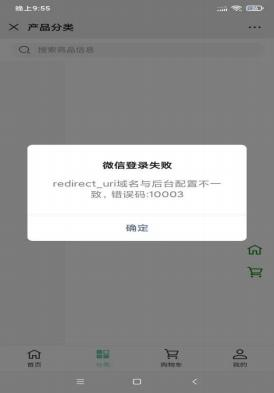 晚上9:55
产品分类
搜索商品信息
微信登录失败
redirect_uri域名与后台配置不一
致，错误码:10003
确定
首页
分类
购物车
我的